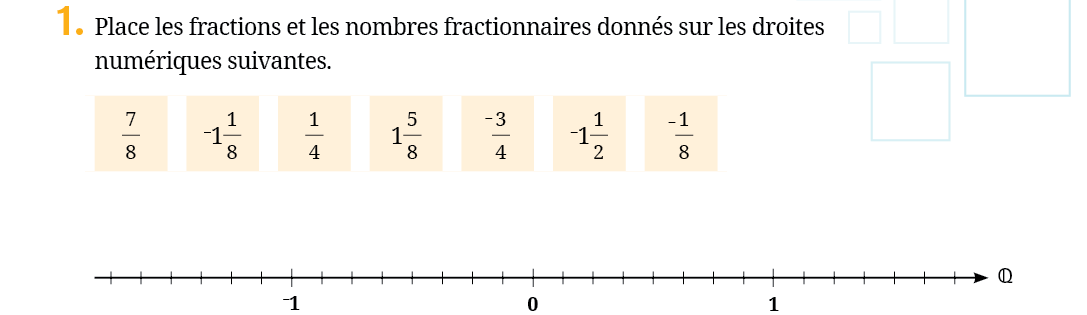 1. Place les fractions et les nombres fractionnaires donnés sur les droites
numériques suivantes.
7/8 ⁻1 1/8 1/4 1 5/8 ⁻3/4 ⁻1 1/2 ⁻1/8
ℚ
⁻1 0 1